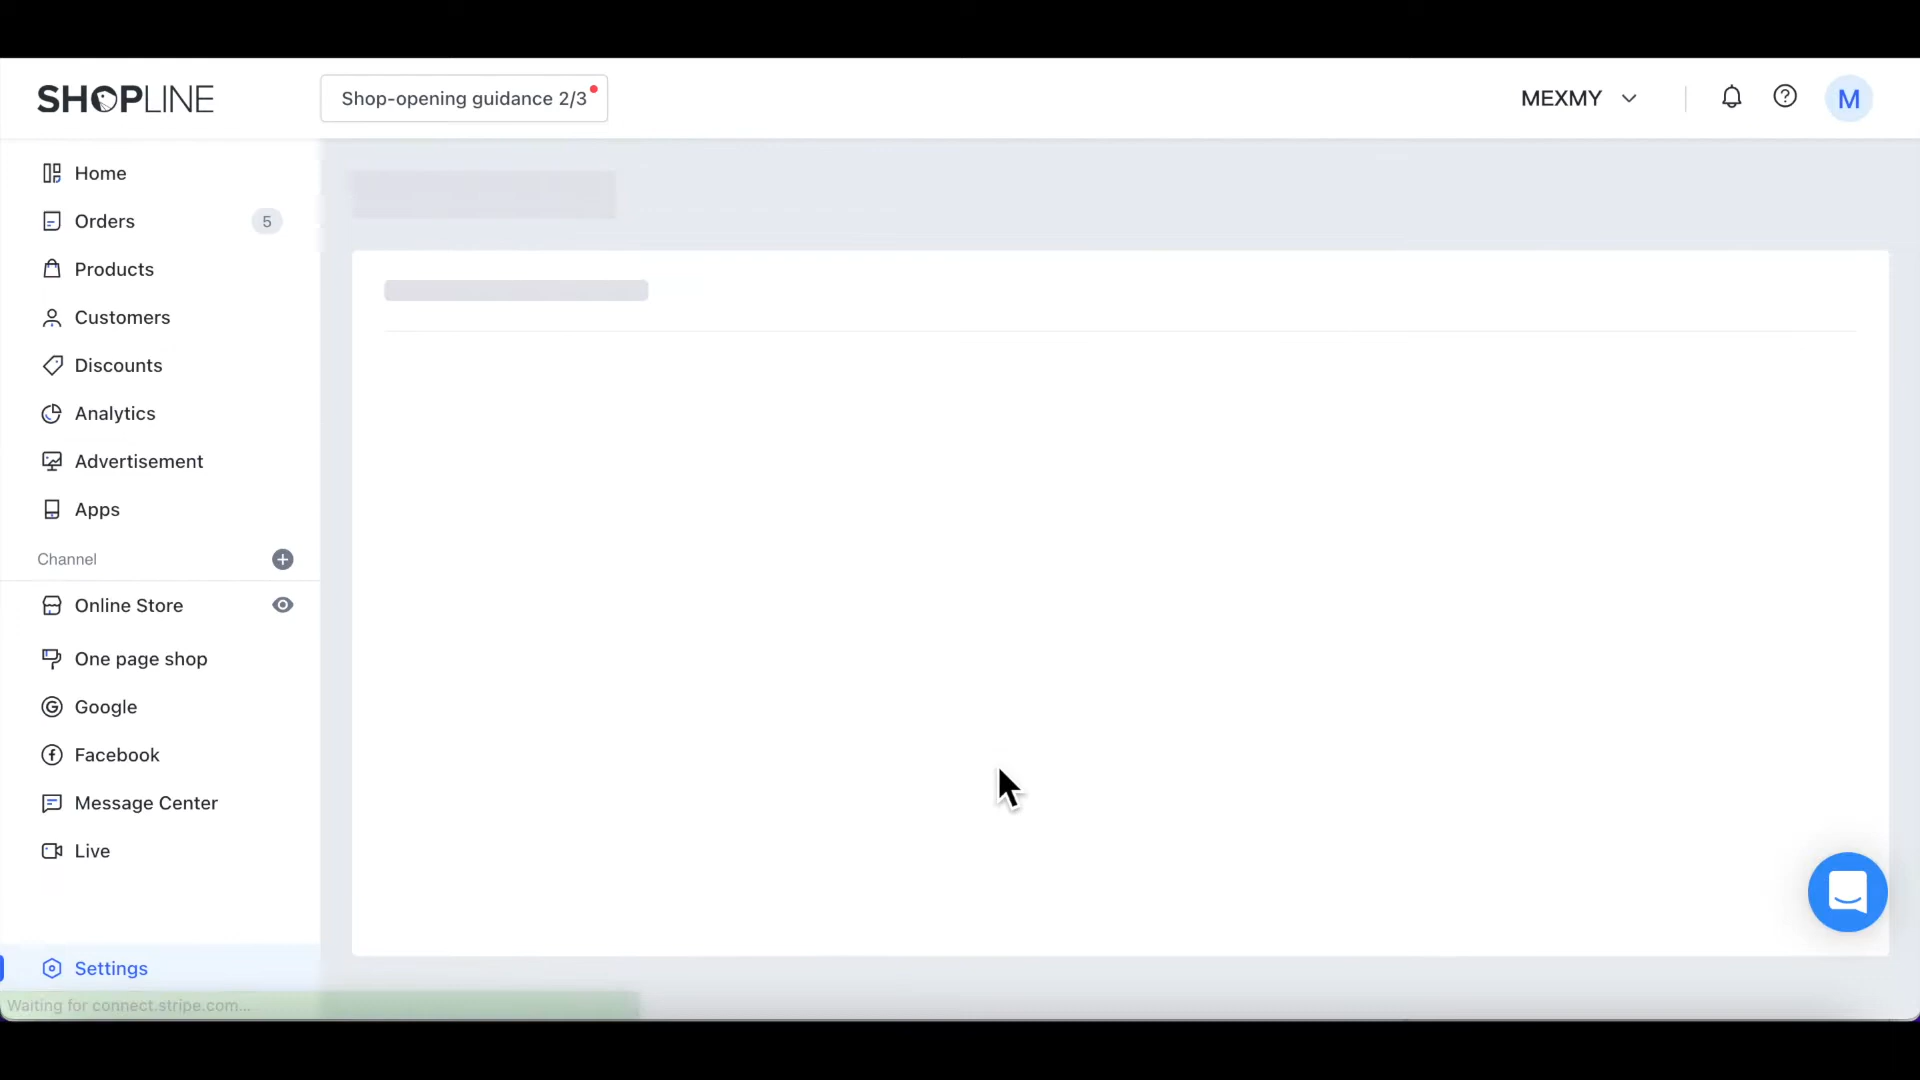 SHOPLINE
Shop-opening guidance 2/3
MEXMY
M
Home
Orders 5
Products
Customers
Discounts
Analytics
Advertisement
Apps
Channel
Online Store
One page shop
Google
Facebook
Message Center
Live
Settings
Waiting for connect.stripe.com...